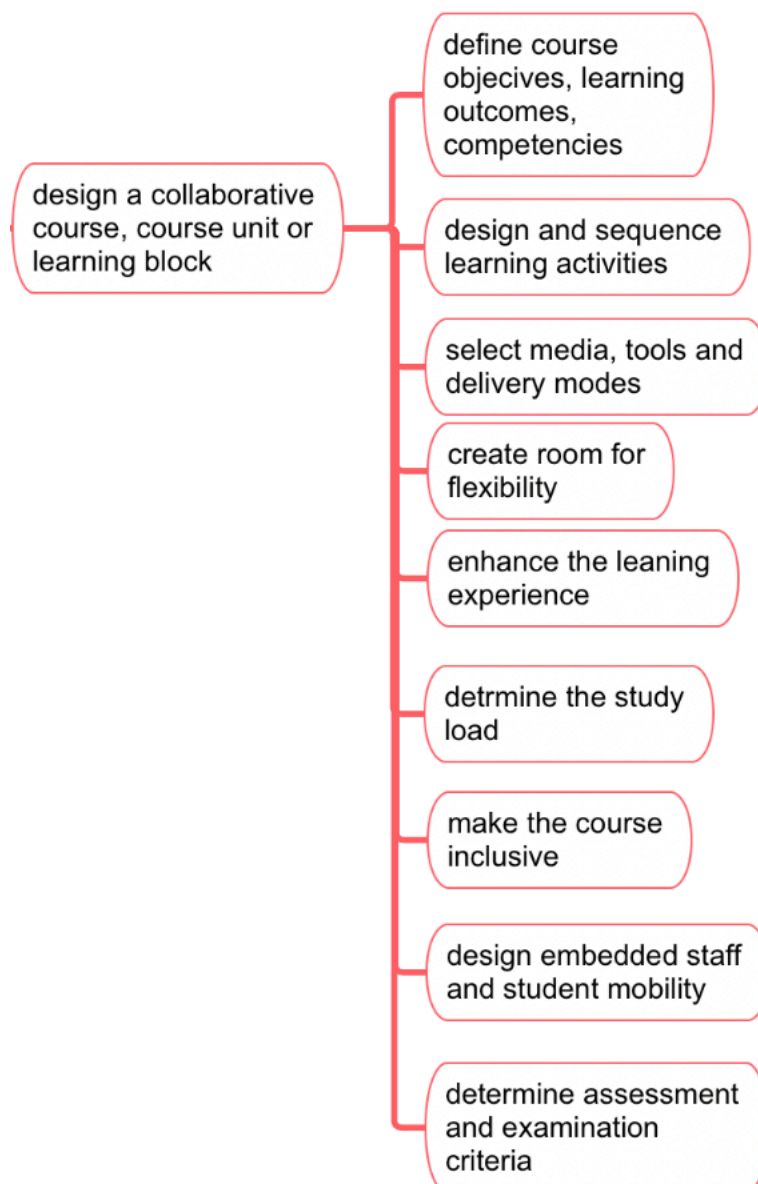 define course
objecives, learning
outcomes,
competencies
design a collaborative
course, course unit or
learning block
design and sequence
learning activities
select media, tools and
delivery modes
create room for
flexibility
enhance the leaning
experience
detrmine the study
load
make the course
inclusive
design embedded staff
and student mobility
determine assessment
and examination
criteria